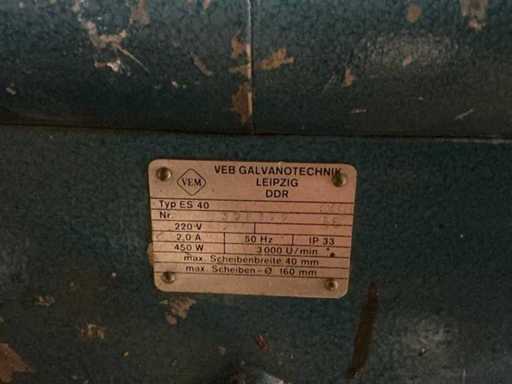 VEM
VEB GALVANOTECHNIK
LEIPZIG
DDR
Typ ES 40
Nr.
220 V
2,0 A 50 Hz IP 33
450 W 3000 U/min
max. Scheibenbreite 40 mm
max. Scheiben-Ø 160 mm